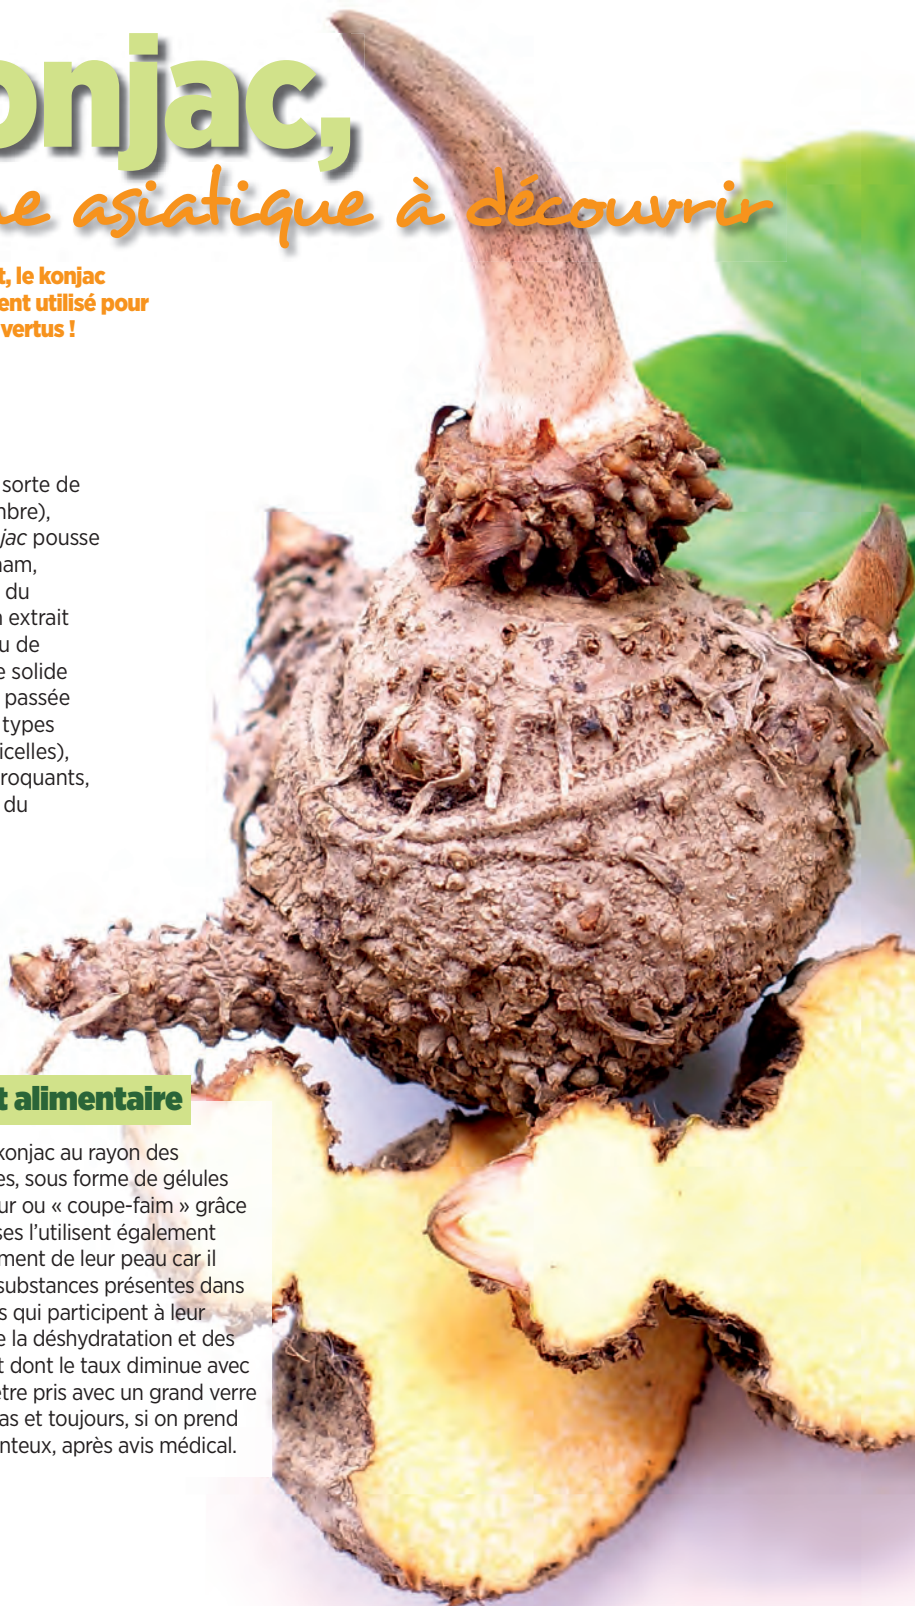 onjac,
e asiatique à découvrir
t, le konjac
ent utilisé pour
vertus !
sorte de
mbre),
jac pousse
nam,
du
extrait
u de
e solide
passée
types
icelles),
roquants,
du
t alimentaire
konjac au rayon des
es, sous forme de gélules
ur ou « coupe-faim » grâce
ses l’utilisent également
ment de leur peau car il
substances présentes dans
s qui participent à leur
e la déshydratation et des
t dont le taux diminue avec
être pris avec un grand verre
as et toujours, si on prend
nteux, après avis médical.